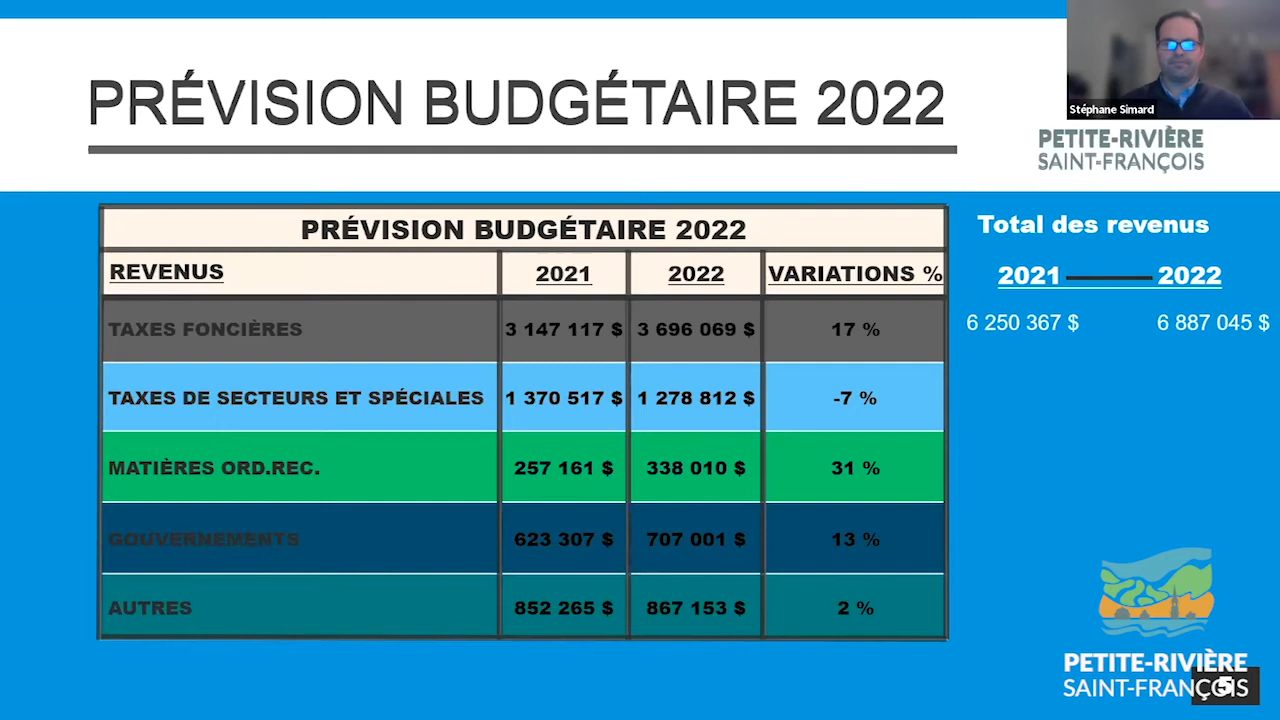 Stéphane Simard
PRÉVISION BUDGÉTAIRE 2022
PETITE-RIVIÈRE
SAINT-FRANÇOIS
PRÉVISION BUDGÉTAIRE 2022
REVENUS 2021 2022 VARIATIONS %
TAXES FONCIÈRES 3 147 117 $ 3 696 069 $ 17 %
TAXES DE SECTEURS ET SPÉCIALES 1 370 517 $ 1 278 812 $ -7 %
MATIÈRES ORD.REC. 257 161 $ 338 010 $ 31 %
GOUVERNEMENTS 623 307 $ 707 001 $ 13 %
AUTRES 852 265 $ 867 153 $ 2 %
Total des revenus
2021 2022
6 250 367 $ 6 887 045 $
PETITE-RIVIÈRE
SAINT-FRANÇOIS
5